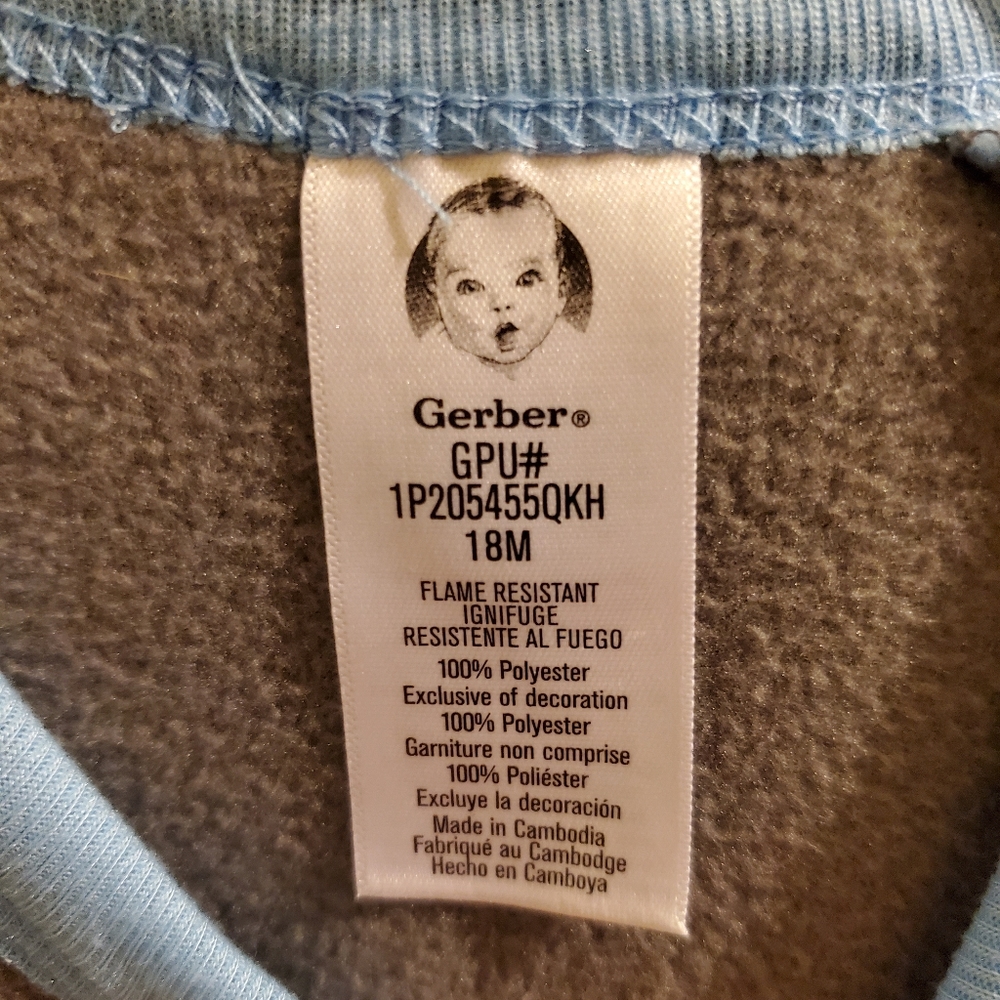 Gerber®
GPU#
1P205455QKH
18M
FLAME RESISTANT
IGNIFUGE
RESISTENTE AL FUEGO
100% Polyester
Exclusive of decoration
100% Polyester
Garniture non comprise
100% Poliéster
Excluye la decoración
Made in Cambodia
Fabriqué au Cambodge
Hecho en Camboya